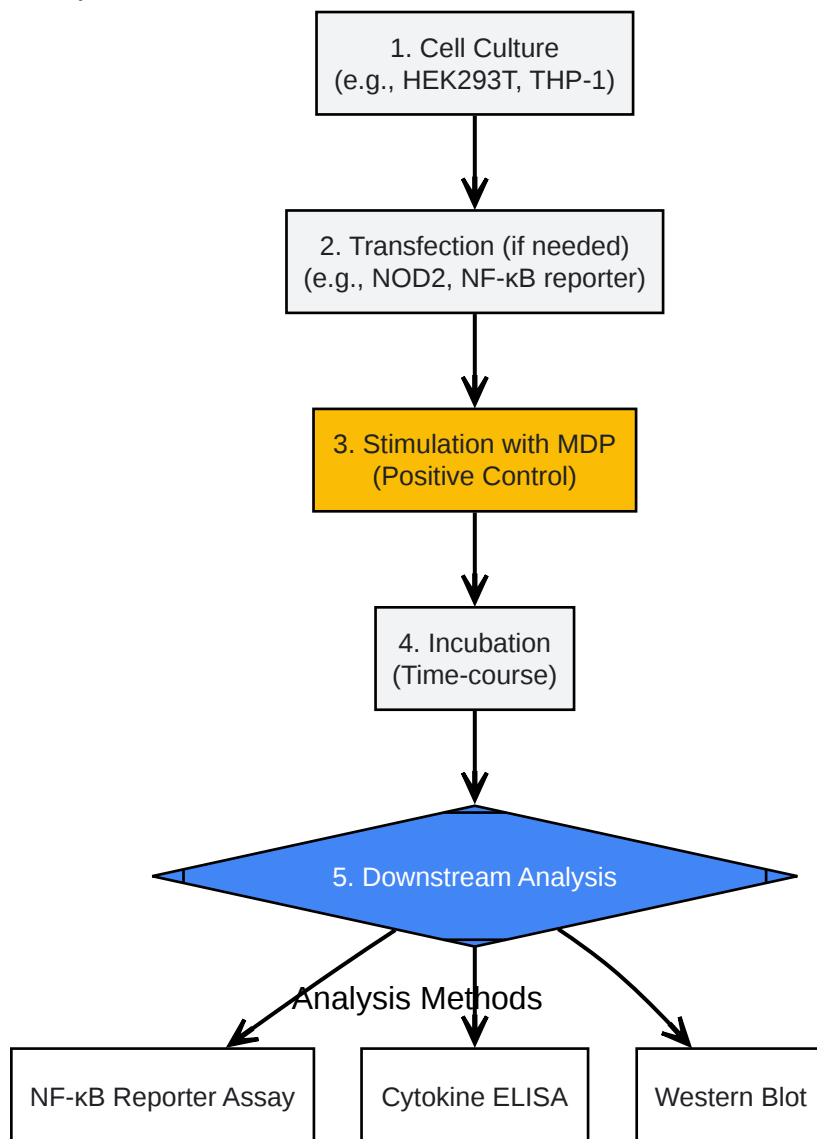 1. Cell Culture
(e.g., HEK293T, THP-1)
2. Transfection (if needed)
(e.g., NOD2, NF-κB reporter)
3. Stimulation with MDP
(Positive Control)
4. Incubation
(Time-course)
5. Downstream Analysis
Analysis Methods
NF-κB Reporter Assay
Cytokine ELISA
Western Blot